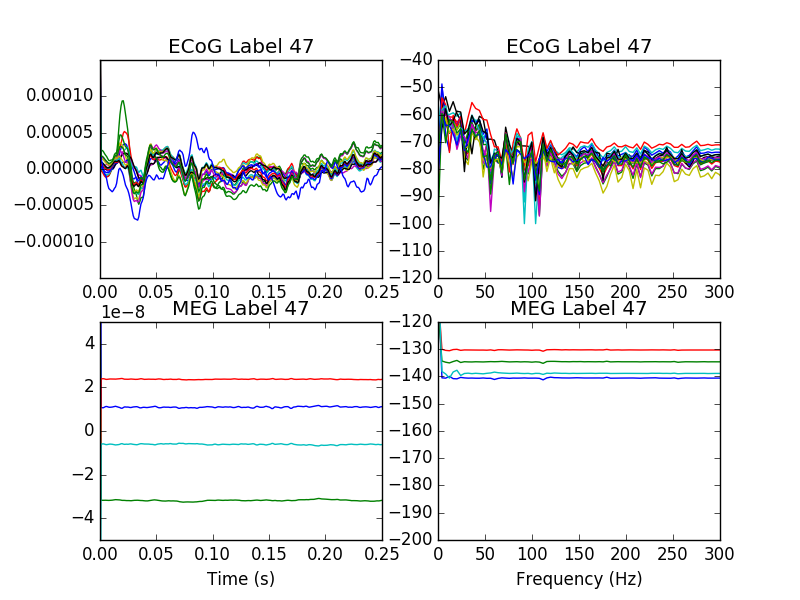 ECoG Label 47
0.00010
0.00005
0.00000
−0.00005
−0.00010
0.00 0.05 0.10 0.15 0.20 0.25
ECoG Label 47
−40
−50
−60
−70
−80
−90
−100
−110
−120
0 50 100 150 200 250 300
MEG Label 47
1e−8
4
2
0
−2
−4
0.00 0.05 0.10 0.15 0.20 0.25
Time (s)
MEG Label 47
−120
−130
−140
−150
−160
−170
−180
−190
−200
0 50 100 150 200 250 300
Frequency (Hz)